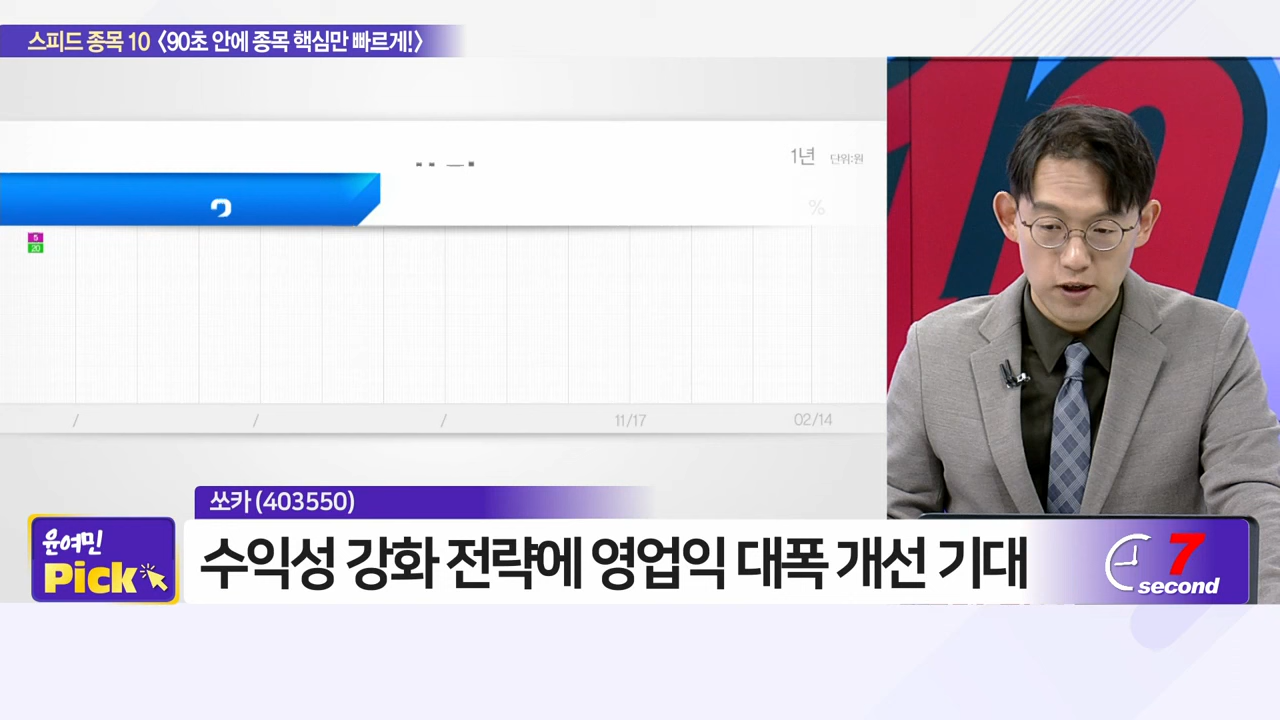 스피드 종목 10 <90초 안에 종목 핵심만 빠르게!>
1년 단위:원
%
5
20
/ / / 11/17 02/14
쏘카 (403550)
윤여민
Pick
수익성 강화 전략에 영업익 대폭 개선 기대
7
second